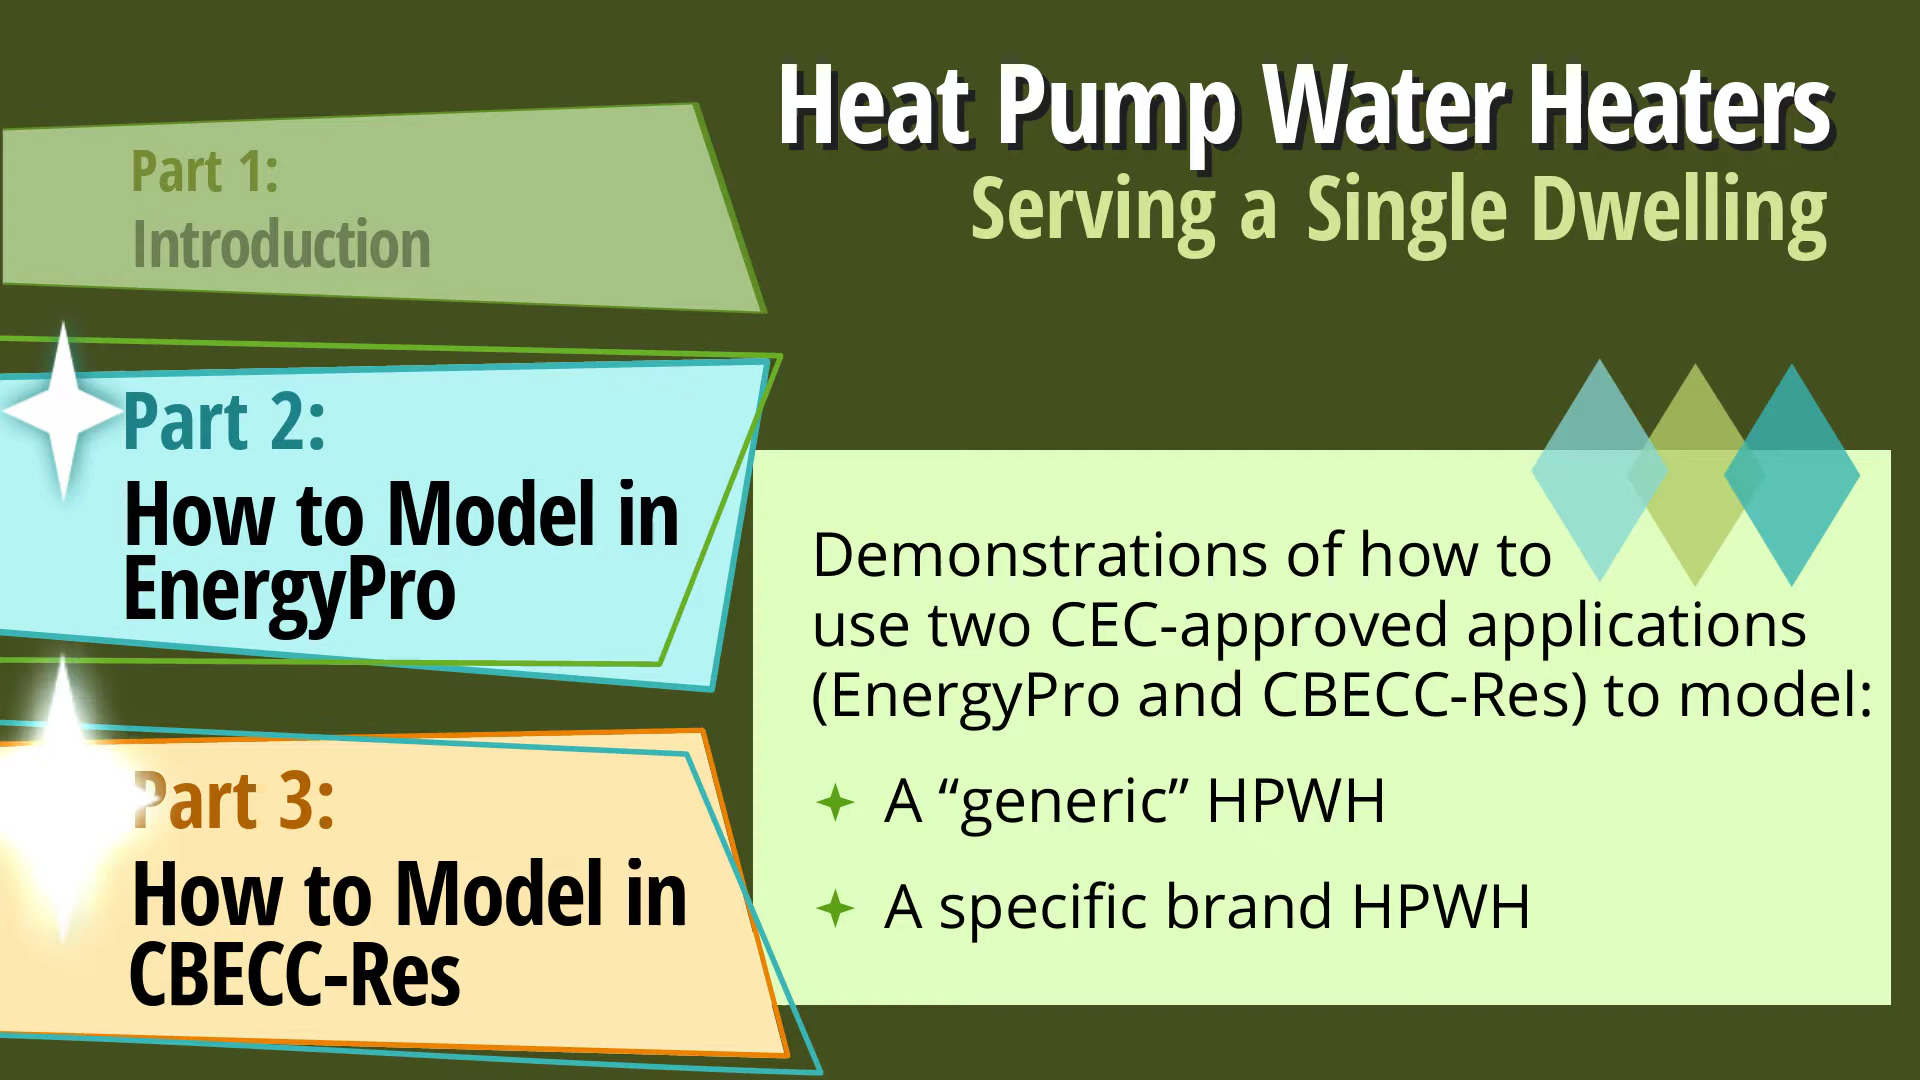 Heat Pump Water Heaters
Serving a Single Dwelling
Part 1:
Introduction
Part 2:
How to Model in
EnergyPro
Part 3:
How to Model in
CBECC-Res
Demonstrations of how to
use two CEC-approved applications
(EnergyPro and CBECC-Res) to model:
A “generic” HPWH
A specific brand HPWH